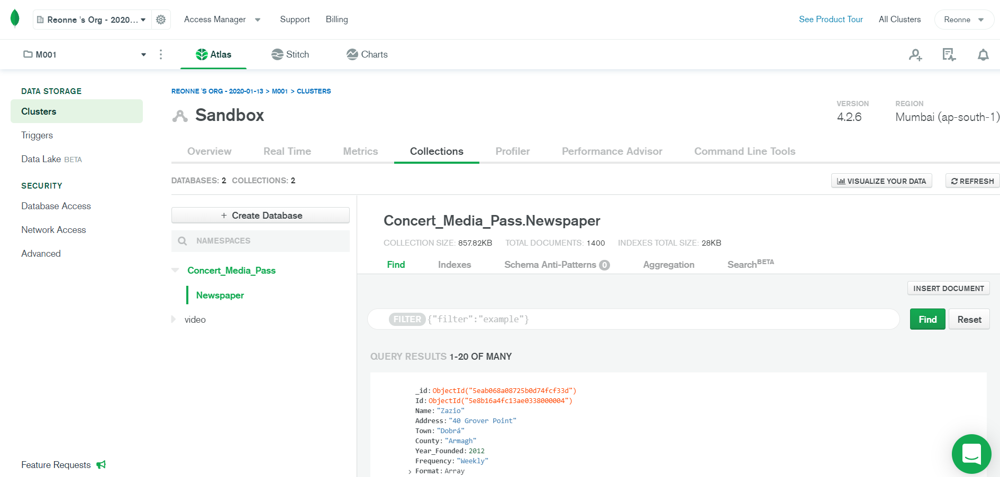 Reonne 's Org - 2020...
Access Manager
Support
Billing
See Product Tour
All Clusters
Reonne
M001
Atlas
Stitch
Charts
DATA STORAGE
Clusters
Triggers
Data Lake BETA
SECURITY
Database Access
Network Access
Advanced
Feature Requests
REONNE 'S ORG - 2020-01-13 > M001 > CLUSTERS
Sandbox
VERSION
4.2.6
REGION
Mumbai (ap-south-1)
Overview
Real Time
Metrics
Collections
Profiler
Performance Advisor
Command Line Tools
DATABASES: 2 COLLECTIONS: 2
VISUALIZE YOUR DATA
REFRESH
+ Create Database
NAMESPACES
Concert_Media_Pass
Newspaper
video
Concert_Media_Pass.Newspaper
COLLECTION SIZE: 857.82KB TOTAL DOCUMENTS: 1400 INDEXES TOTAL SIZE: 28KB
Find
Indexes
Schema Anti-Patterns 0
Aggregation
Search BETA
INSERT DOCUMENT
FILTER {"filter":"example"}
Find
Reset
QUERY RESULTS 1-20 OF MANY
_id: ObjectId("5eab068a08725b0d74fcf33d")
Id: ObjectId("5e8b16a4fc13ae0338000004")
Name: "Zazio"
Address: "40 Grover Point"
Town: "Dobrá"
County: "Armagh"
Year_Founded: 2012
Frequency: "Weekly"
> Format: Array